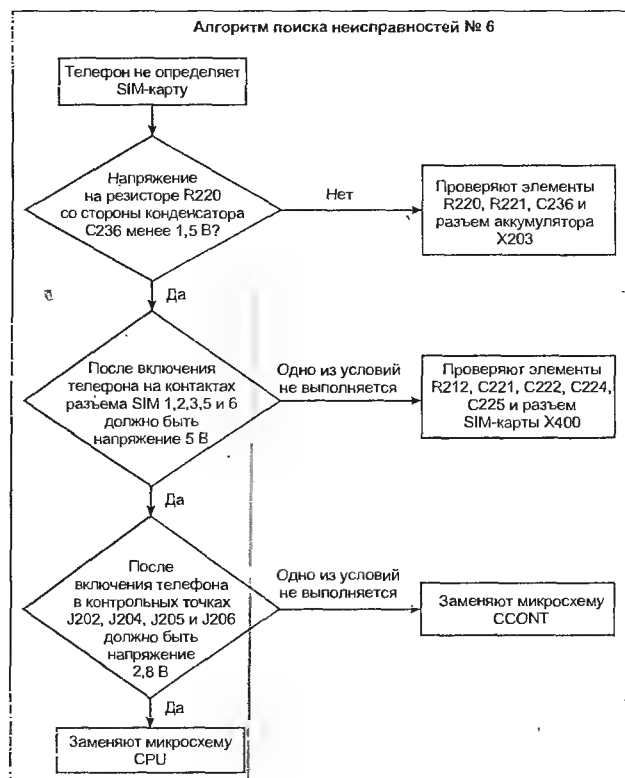 Алгоритм поиска неисправностей № 6
Телефон не определяет
SIM-карту
Напряжение
на резисторе R220
со стороны конденсатора
C236 менее 1,5 В?
Нет
Проверяют элементы
R220, R221, C236 и
разъем аккумулятора
X203
Да
После включения
телефона на контактах
разъема SIM 1,2,3,5 и 6
должно быть
напряжение 5 В
Одно из условий
не выполняется
Проверяют элементы
R212, C221, C222, C224,
C225 и разъем
SIM-карты X400
Да
После
включения телефона
в контрольных точках
J202, J204, J205 и J206
должно быть
напряжение
2,8 В
Одно из условий
не выполняется
Заменяют микросхему
CCONT
Да
Заменяют микросхему
CPU